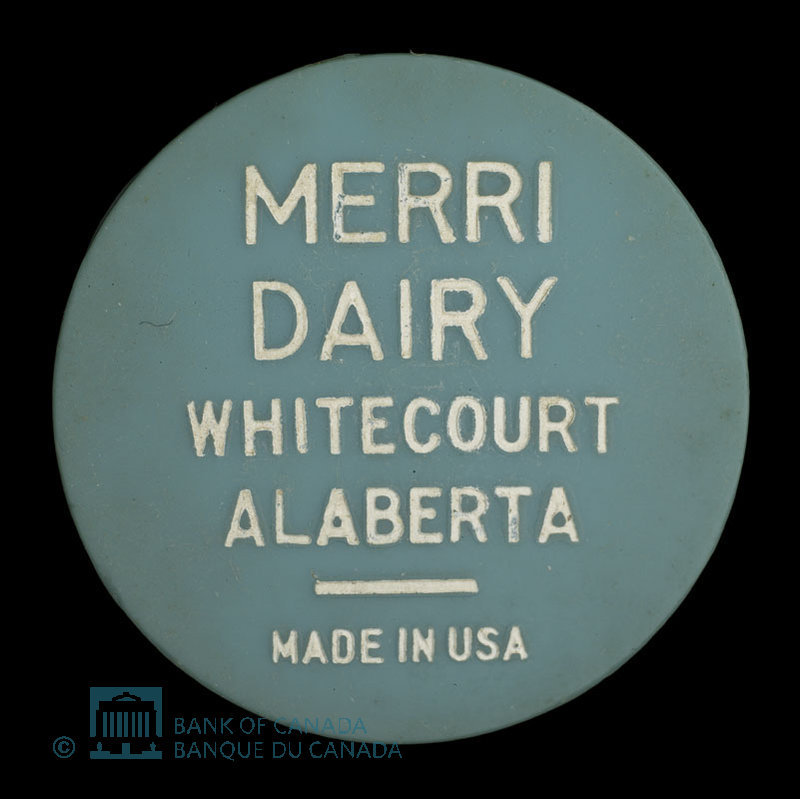 MERRI
DAIRY
WHITECOURT
ALABERTA
MADE IN USA
© BANK OF CANADA
BANQUE DU CANADA